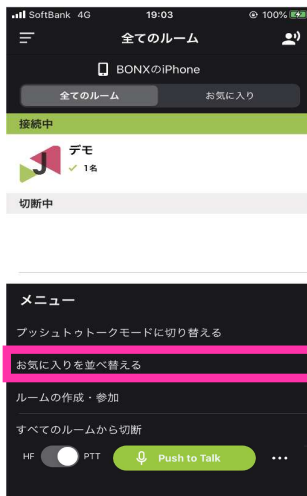 SoftBank 4G 19:03 100%
全てのルーム
BONXのiPhone
全てのルーム お気に入り
接続中
デモ
1名
切断中
メニュー
プッシュトゥトークモードに切り替える
お気に入りを並べ替える
ルームの作成・参加
すべてのルームから切断
HF PTT Push to Talk ...